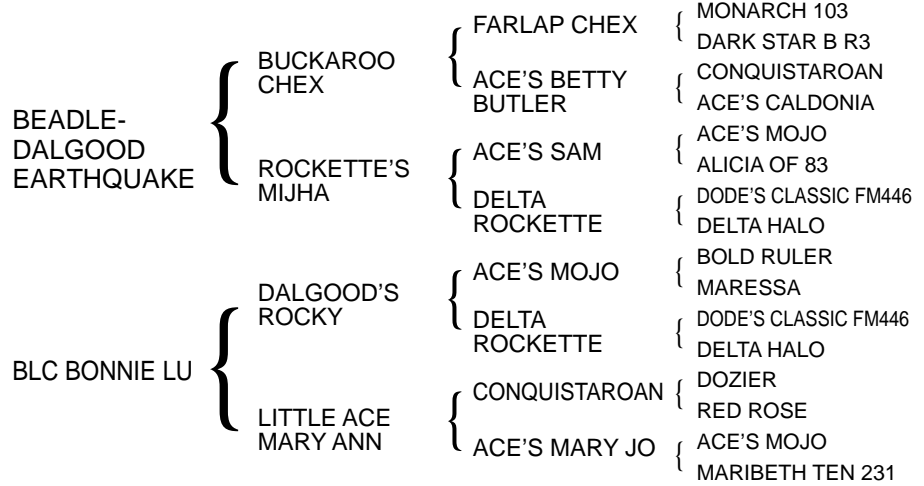 BEADLE-
DALGOOD
EARTHQUAKE
BUCKAROO
CHEX
FARLAP CHEX
MONARCH 103
DARK STAR B R3
ACE'S BETTY
BUTLER
CONQUISTAROAN
ACE'S CALDONIA
ROCKETTE'S
MIJHA
ACE'S SAM
ACE'S MOJO
ALICIA OF 83
DELTA
ROCKETTE
DODE'S CLASSIC FM446
DELTA HALO
BLC BONNIE LU
DALGOOD'S
ROCKY
ACE'S MOJO
BOLD RULER
MARESSA
DELTA
ROCKETTE
DODE'S CLASSIC FM446
DELTA HALO
LITTLE ACE
MARY ANN
CONQUISTAROAN
DOZIER
RED ROSE
ACE'S MARY JO
ACE'S MOJO
MARIBETH TEN 231